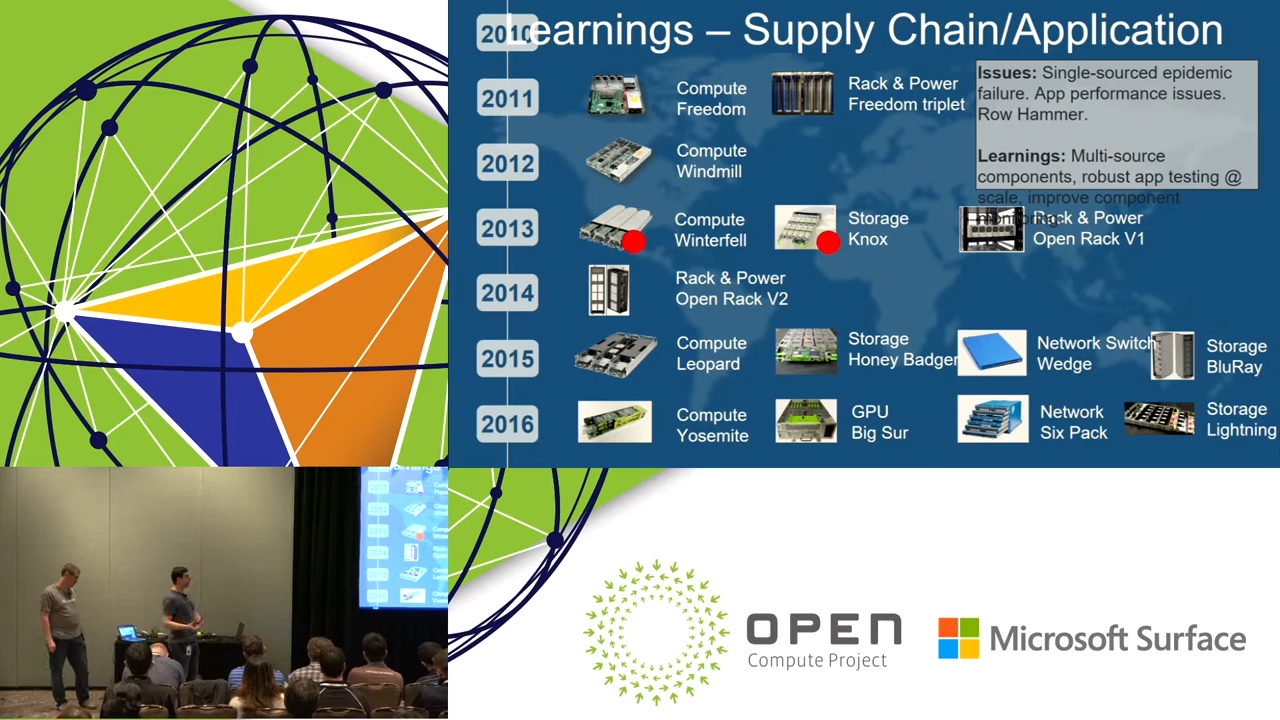 Learnings – Supply Chain/Application
2010
2011
Compute
Freedom
Rack & Power
Freedom triplet
Issues: Single-sourced epidemic
failure. App performance issues.
Row Hammer.
Learnings: Multi-source
components, robust app testing @
scale, improve component
2012
Compute
Windmill
2013
Compute
Winterfell
Storage
Knox
Rack & Power
Open Rack V1
2014
Rack & Power
Open Rack V2
2015
Compute
Leopard
Storage
Honey Badger
Network Switch
Wedge
Storage
BluRay
2016
Compute
Yosemite
GPU
Big Sur
Network
Six Pack
Storage
Lightning
OPEN
Compute Project
Microsoft Surface